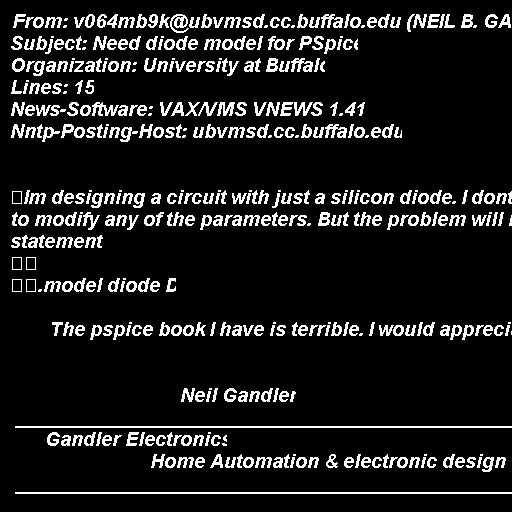 From: v064mb9k@ubvmsd.cc.buffalo.edu (NEIL B. GA
Subject: Need diode model for PSpice
Organization: University at Buffalo
Lines: 15
News-Software: VAX/VMS VNEWS 1.41
Nntp-Posting-Host: ubvmsd.cc.buffalo.edu
Im designing a circuit with just a silicon diode. I dont
to modify any of the parameters. But the problem will
statement
.model diode D
The pspice book I have is terrible. I would appreci
Neil Gandler
Gandler Electronics
Home Automation & electronic design